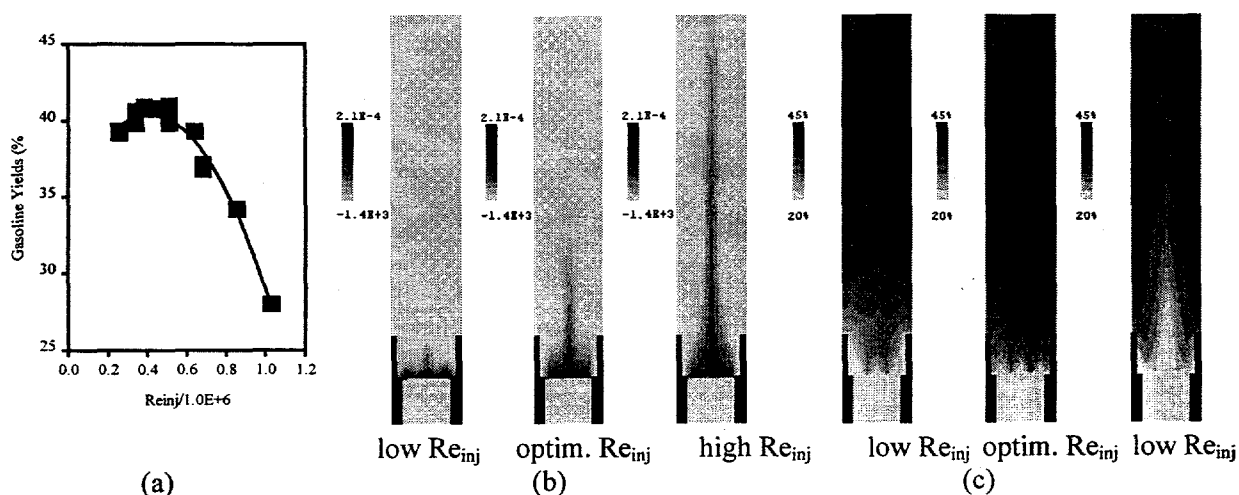 45
40
35
30
25
0.0 0.2 0.4 0.6 0.8 1.0 1.2
Gasoline Yields (%
Reinj/1.0E+6
(a)
2.1E-4
-1.4E+3
2.1E-4
-1.4E+3
2.1E-4
-1.4E+3
low Reinj optim. Reinj high Reinj
(b)
45%
20%
45%
20%
45%
20%
low Reinj optim. Reinj low Reinj
(c)